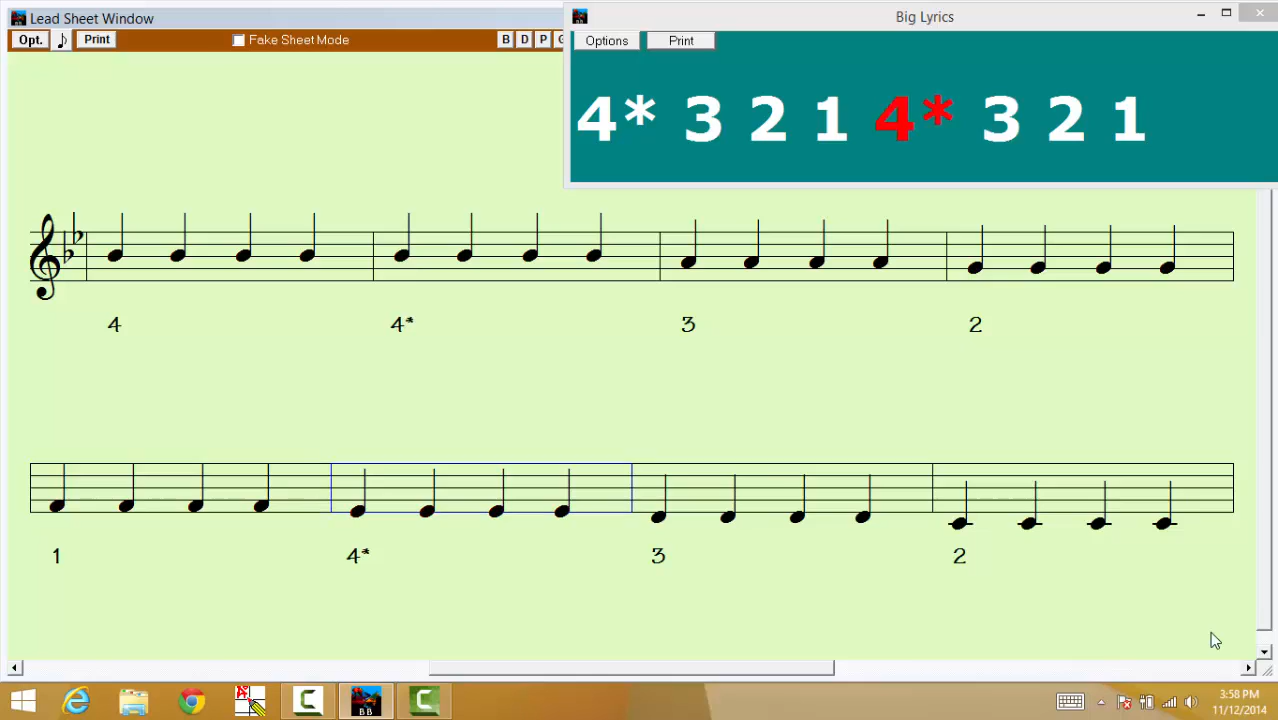 Lead Sheet Window
Big Lyrics
Opt. Print Fake Sheet Mode B D P
Options Print
4* 3 2 1 4* 3 2 1
4 4* 3 2
1 4* 3 2
BB
3:58 PM
11/12/2014